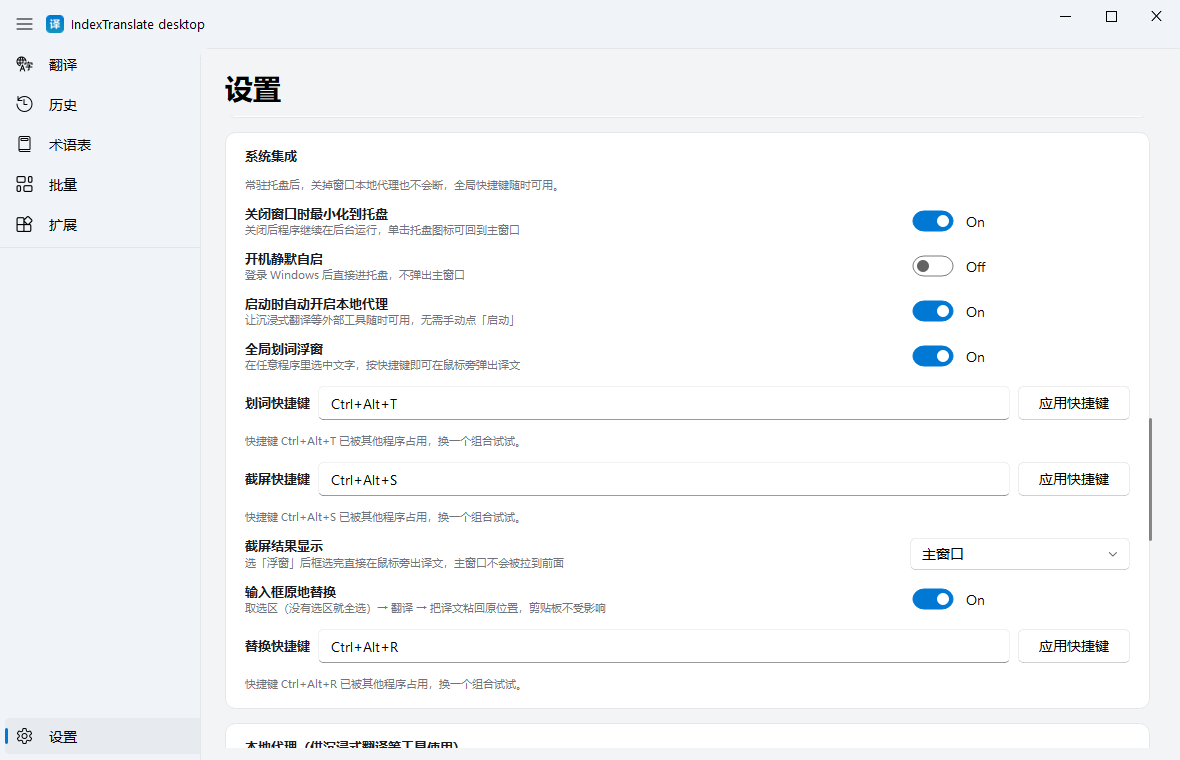 IndexTranslate desktop
翻译
历史
术语表
批量
扩展
设置
设置
系统集成
常驻托盘后，关掉窗口本地代理也不会断，全局快捷键随时可用。
关闭窗口时最小化到托盘
关闭后程序继续在后台运行，单击托盘图标可回到主窗口
On
开机静默自启
登录 Windows 后直接进托盘，不弹出主窗口
Off
启动时自动开启本地代理
让沉浸式翻译等外部工具随时可用，无需手动点「启动」
On
全局划词浮窗
在任意程序里选中文字，按快捷键即可在鼠标旁弹出译文
On
划词快捷键 Ctrl+Alt+T 应用快捷键
快捷键 Ctrl+Alt+T 已被其他程序占用，换一个组合试试。
截屏快捷键 Ctrl+Alt+S 应用快捷键
快捷键 Ctrl+Alt+S 已被其他程序占用，换一个组合试试。
截屏结果显示
选「浮窗」后框选完直接在鼠标旁出译文，主窗口不会被拉到前面
主窗口
输入框原地替换
取选区（没有选区就全选）→ 翻译 → 把译文粘回原位置，剪贴板不受影响
On
替换快捷键 Ctrl+Alt+R 应用快捷键
快捷键 Ctrl+Alt+R 已被其他程序占用，换一个组合试试。
本地代理（供沉浸式翻译等工具使用）